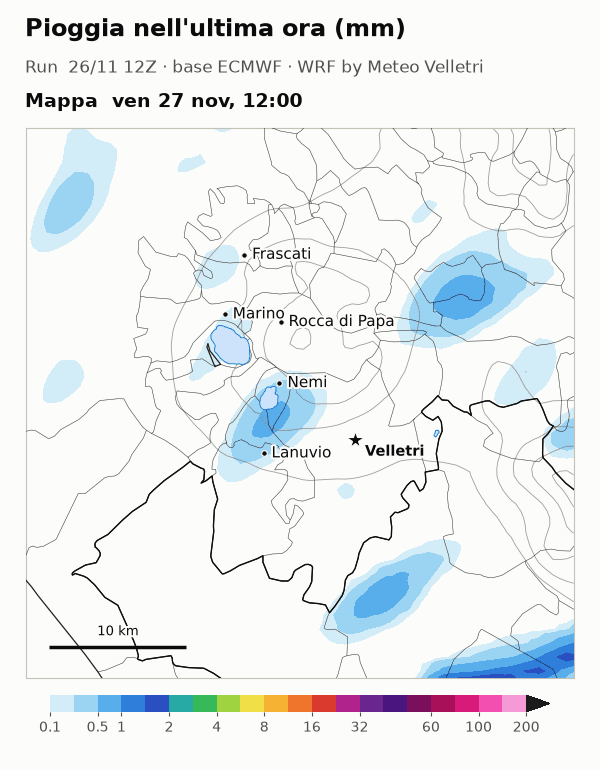 Pioggia nell'ultima ora (mm)
Run  26/11 12Z · base ECMWF · WRF by Meteo Velletri
Mappa  ven 27 nov, 12:00
Frascati
Marino
Rocca di Papa
Nemi
Velletri
Lanuvio
10 km
0.1 0.5 1 2 4 8 16 32 60 100 200